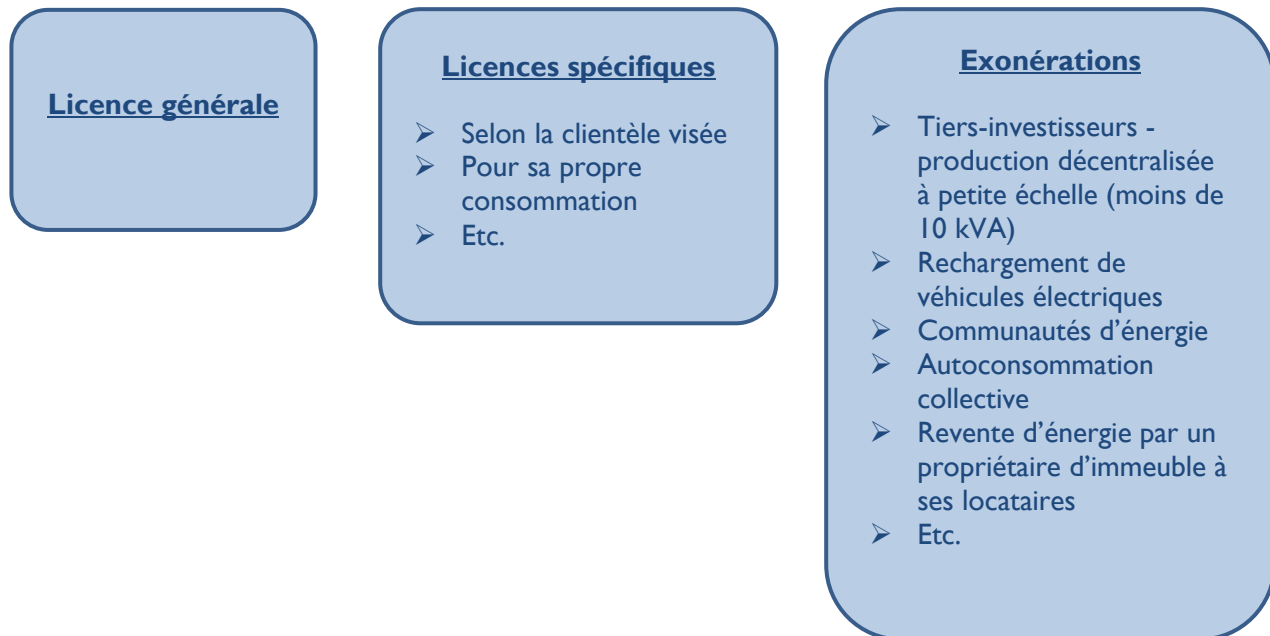 Licence générale
Licences spécifiques
➢ Selon la clientèle visée
➢ Pour sa propre
consommation
➢ Etc.
Exonérations
➢ Tiers-investisseurs -
production décentralisée
à petite échelle (moins de
10 kVA)
➢ Rechargement de
véhicules électriques
➢ Communautés d’énergie
➢ Autoconsommation
collective
➢ Revente d’énergie par un
propriétaire d’immeuble à
ses locataires
➢ Etc.